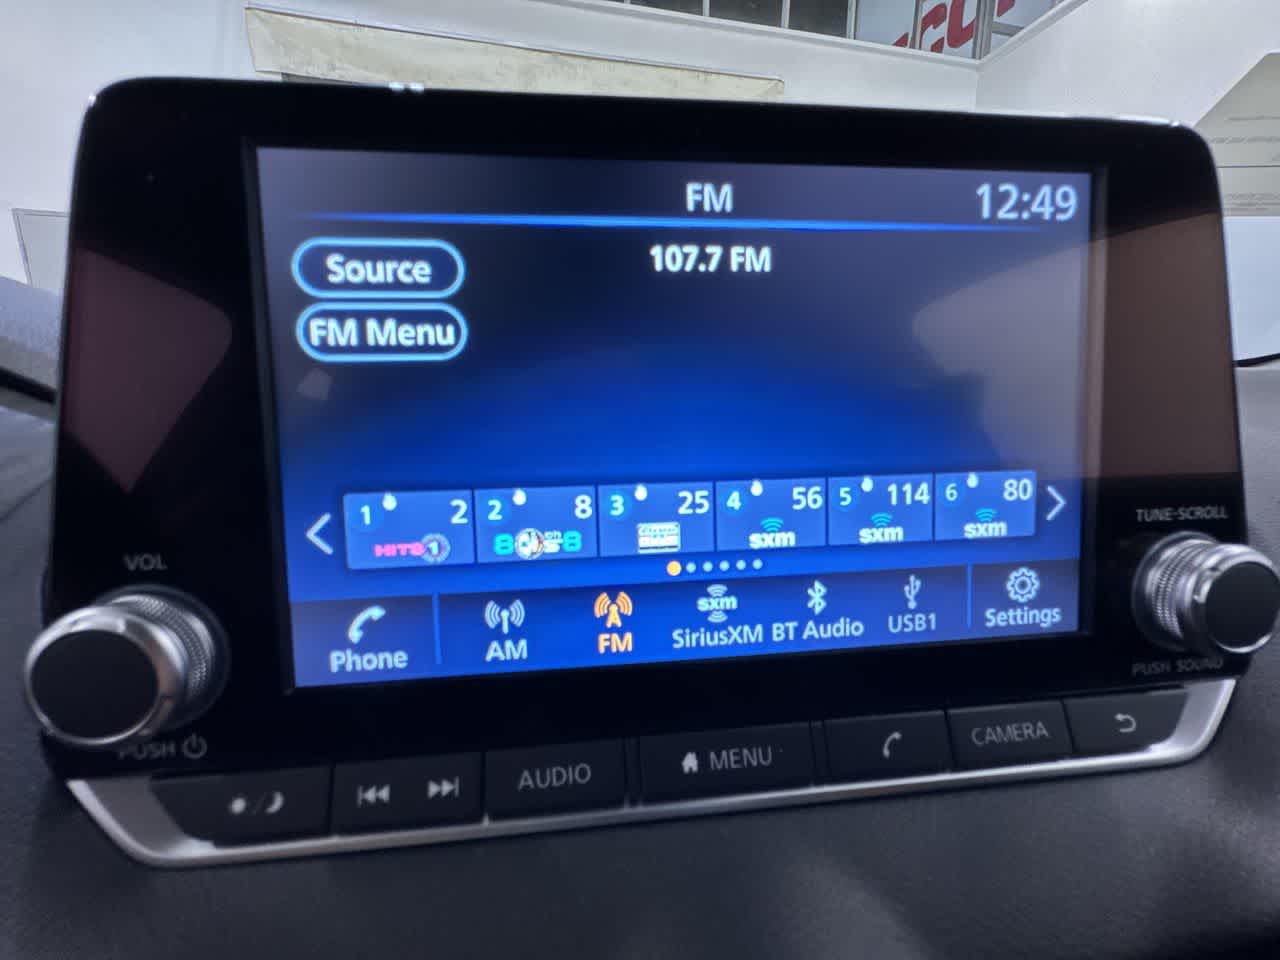 FM
12:49
Source
107.7 FM
FM Menu
1 2
HITS 1
2 8
3 25
4 56
sxm
5 114
sxm
6 80
sxm
Phone
AM
FM
sxm
SiriusXM
BT Audio
USB1
Settings
VOL
PUSH
TUNE-SCROLL
PUSH SOUND
AUDIO
MENU
CAMERA